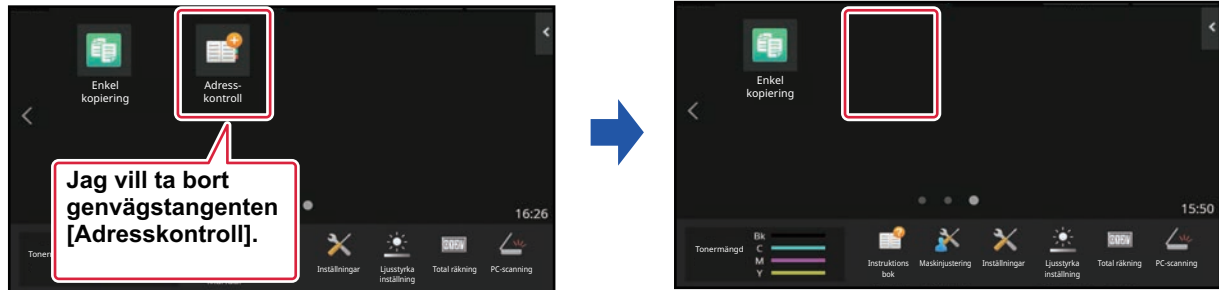 Enkel
kopiering
Adress-
kontroll
Jag vill ta bort
genvägstangenten
[Adresskontroll].
16:26
Inställningar
Ljusstyrka
inställning
Total räkning
PC-scanning
Enkel
kopiering
15:50
Tonermängd
Bk
C
M
Y
Instruktions
bok
Maskinjustering
Inställningar
Ljusstyrka
inställning
Total räkning
PC-scanning